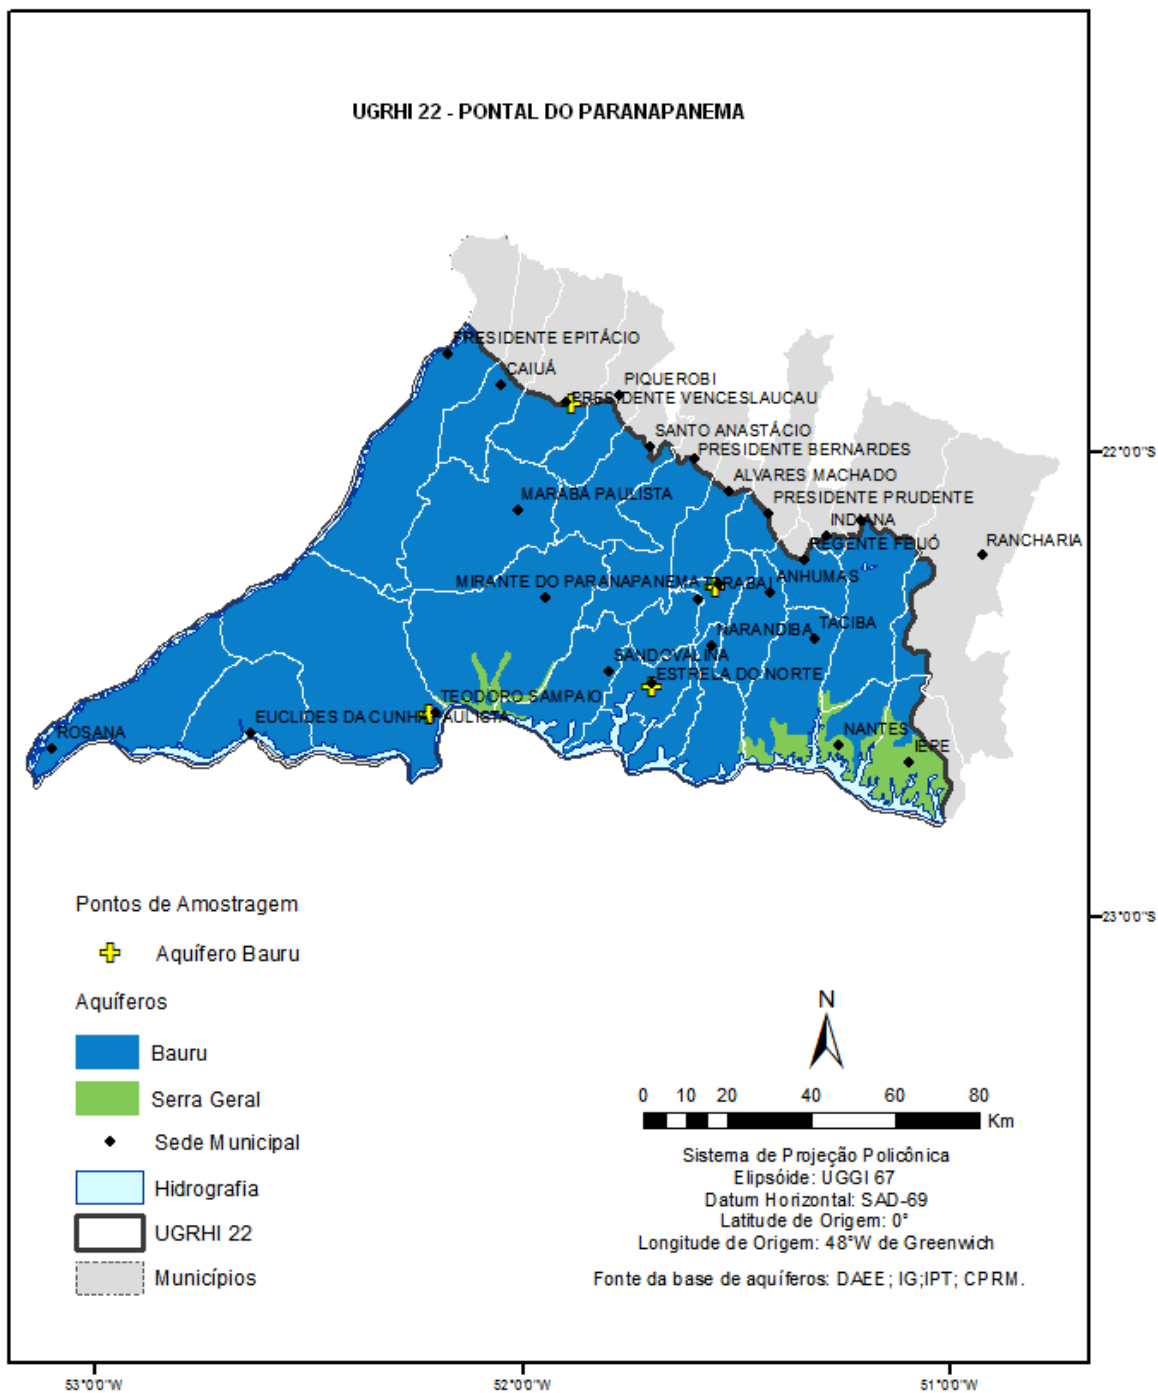 UGRHI 22 - PONTAL DO PARANAPANEMA
PRESIDENTE EPITÁCIO
CAIUÁ
PIQUEROBI
PRESIDENTE VENCESLAUCAU
SANTO ANASTÁCIO
PRESIDENTE BERNARDES
22°0'0"S
ALVARES MACHADO
MARABÁ PAULISTA
PRESIDENTE PRUDENTE
INDIANA
RANCHARIA
REGENTE FEIJÓ
MIRANTE DO PARANAPANEMA
TARABAI
ANHUMAS
NARANDIBA
TACIBA
SANDOVALINA
ESTRELA DO NORTE
TEODORO SAMPAIO
EUCLIDES DA CUNHA PAULISTA
ROSANA
NANTES
IEPE
Pontos de Amostragem
23°0'0"S
Aquífero Bauru
Aquíferos
Bauru
Serra Geral
Sede Municipal
Hidrografia
UGRHI 22
Municípios
N
0 10 20 40 60 80
Km
Sistema de Projeção Policônica
Elipsóide: UGGI 67
Datum Horizontal: SAD-69
Latitude de Origem: 0°
Longitude de Origem: 48°W de Greenwich
Fonte da base de aquíferos: DAEE; IG;IPT; CPRM.
53°0'0"W 52°0'0"W 51°0'0"W